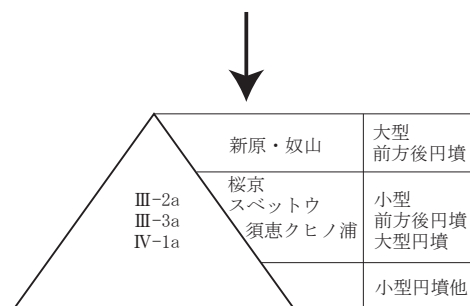 新原・奴山
大型
前方後円墳
Ⅲ-2a
Ⅲ-3a
Ⅳ-1a
桜京
スベットウ
須恵クヒノ浦
小型
前方後円墳
大型円墳
小型円墳他